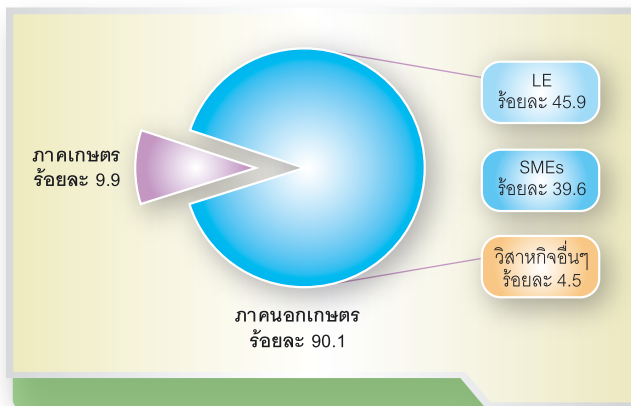 ภาคเกษตร
ร้อยละ 9.9
ภาคนอกเกษตร
ร้อยละ 90.1
LE
ร้อยละ 45.9
SMEs
ร้อยละ 39.6
วิสาหกิจอื่นๆ
ร้อยละ 4.5